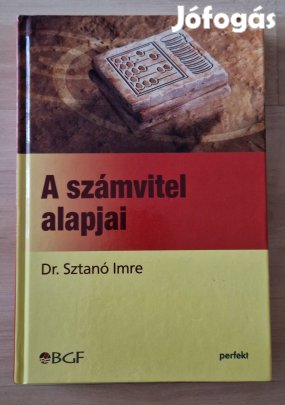 Jófogás
A számvitel
alapjai
Dr. Sztanó Imre
BGF
perfekt